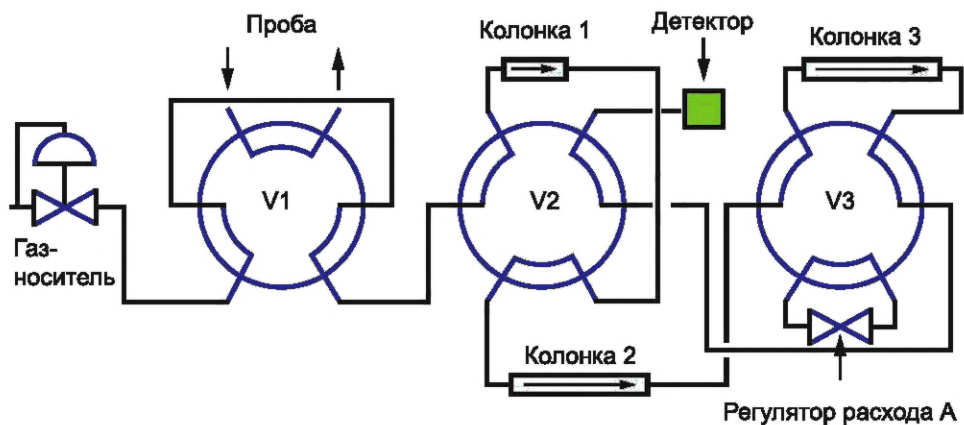 Проба
Колонка 1
Детектор
Колонка 3
V1
V2
V3
Газ-
носитель
Колонка 2
Регулятор расхода А